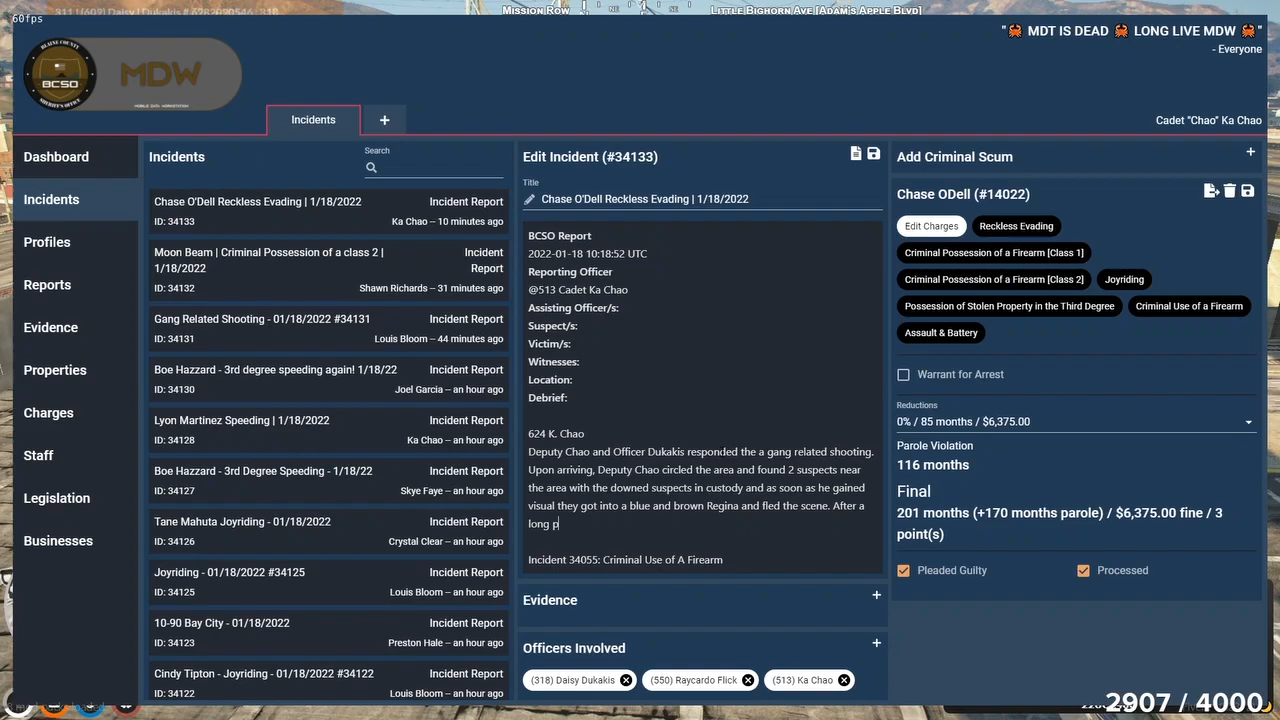 311 | 609| Daisy | Dukakis # 6282090546 : 318
60fps
MISSION ROW
NE
SE
LITTLE BIGHORN AVE [ADAM'S APPLE BLVD]
" 🦀 MDT IS DEAD 🦀 LONG LIVE MDW 🦀 "
- Everyone
BLAINE COUNTY
BCSO
SHERIFF'S OFFICE
MDW
MOBILE DATA WORKSTATION
Incidents
+
Cadet "Chao" Ka Chao
Dashboard
Incidents
Profiles
Reports
Evidence
Properties
Charges
Staff
Legislation
Businesses
Incidents
Search
Chase O'Dell Reckless Evading | 1/18/2022
Incident Report
ID: 34133
Ka Chao – 10 minutes ago
Moon Beam | Criminal Possession of a class 2 |
1/18/2022
Incident
Report
ID: 34132
Shawn Richards – 31 minutes ago
Gang Related Shooting - 01/18/2022 #34131
Incident Report
ID: 34131
Louis Bloom – 44 minutes ago
Boe Hazzard - 3rd degree speeding again! 1/18/22
Incident Report
ID: 34130
Joel Garcia – an hour ago
Lyon Martinez Speeding | 1/18/2022
Incident Report
ID: 34128
Ka Chao – an hour ago
Boe Hazzard - 3rd Degree Speeding - 1/18/22
Incident Report
ID: 34127
Skye Faye – an hour ago
Tane Mahuta Joyriding - 01/18/2022
Incident Report
ID: 34126
Crystal Clear – an hour ago
Joyriding - 01/18/2022 #34125
Incident Report
ID: 34125
Louis Bloom – an hour ago
10-90 Bay City - 01/18/2022
Incident Report
ID: 34123
Preston Hale – an hour ago
Cindy Tipton - Joyriding - 01/18/2022 #34122
Incident Report
ID: 34122
Louis Bloom – an hour ago
Edit Incident (#34133)
Title
Chase O'Dell Reckless Evading | 1/18/2022
BCSO Report
2022-01-18 10:18:52 UTC
Reporting Officer
@513 Cadet Ka Chao
Assisting Officer/s:
Suspect/s:
Victim/s:
Witnesses:
Location:
Debrief:
624 K. Chao
Deputy Chao and Officer Dukakis responded the a gang related shooting.
Upon arriving, Deputy Chao circled the area and found 2 suspects near
the area with the downed suspects in custody and as soon as he gained
visual they got into a blue and brown Regina and fled the scene. After a
long p
Incident 34055: Criminal Use of A Firearm
Evidence
+
Officers Involved
+
(318) Daisy Dukakis
(550) Raycardo Flick
(513) Ka Chao
Add Criminal Scum
+
Chase ODell (#14022)
Edit Charges
Reckless Evading
Criminal Possession of a Firearm [Class 1]
Criminal Possession of a Firearm [Class 2]
Joyriding
Possession of Stolen Property in the Third Degree
Criminal Use of a Firearm
Assault & Battery
Warrant for Arrest
Reductions
0% / 85 months / $6,375.00
Parole Violation
116 months
Final
201 months (+170 months parole) / $6,375.00 fine / 3
point(s)
Pleaded Guilty
Processed
2907 / 4000